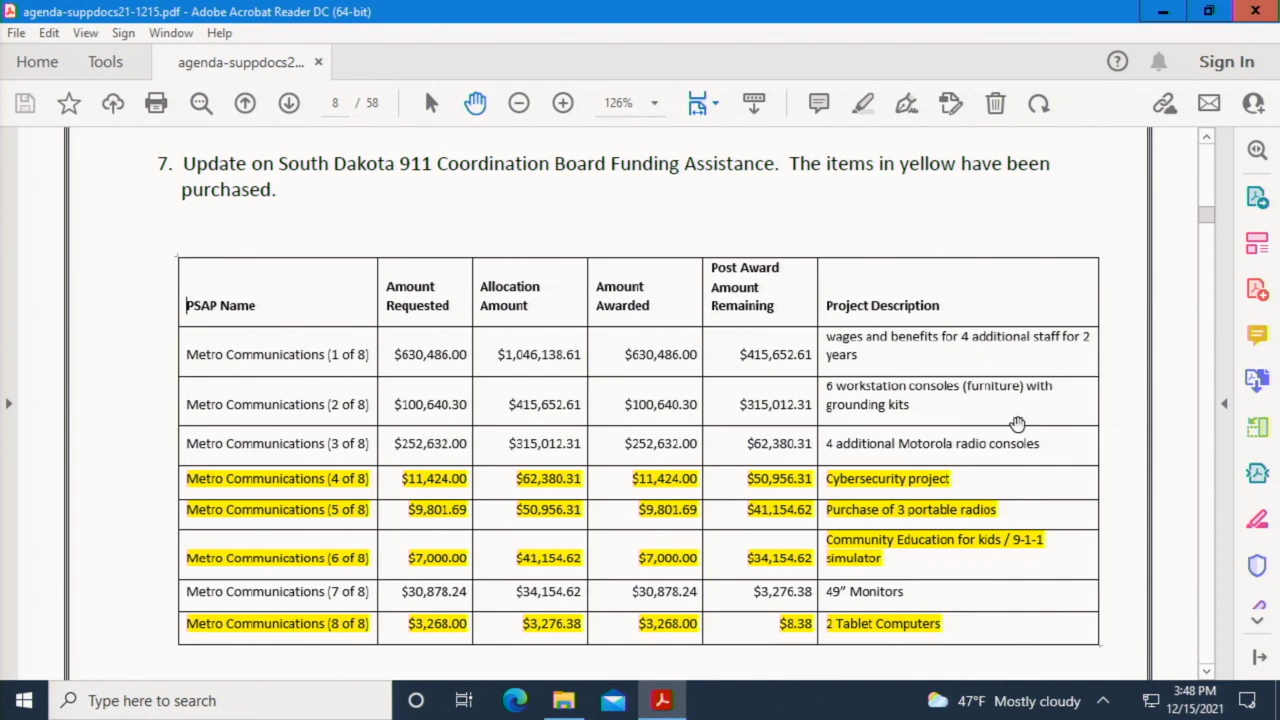 agenda-suppdocs21-1215.pdf - Adobe Acrobat Reader DC (64-bit)
File Edit View Sign Window Help
Home Tools agenda-suppdocs2... × Sign In
8 / 58 126%
7. Update on South Dakota 911 Coordination Board Funding Assistance. The items in yellow have been
purchased.
PSAP Name
Amount
Requested
Allocation
Amount
Amount
Awarded
Post Award
Amount
Remaining
Project Description
Metro Communications (1 of 8) $630,486.00 $1,046,138.61 $630,486.00 $415,652.61 wages and benefits for 4 additional staff for 2
years
Metro Communications (2 of 8) $100,640.30 $415,652.61 $100,640.30 $315,012.31 6 workstation consoles (furniture) with
grounding kits
Metro Communications (3 of 8) $252,632.00 $315,012.31 $252,632.00 $62,380.31 4 additional Motorola radio consoles
Metro Communications (4 of 8) $11,424.00 $62,380.31 $11,424.00 $50,956.31 Cybersecurity project
Metro Communications (5 of 8) $9,801.69 $50,956.31 $9,801.69 $41,154.62 Purchase of 3 portable radios
Metro Communications (6 of 8) $7,000.00 $41,154.62 $7,000.00 $34,154.62 Community Education for kids / 9-1-1
simulator
Metro Communications (7 of 8) $30,878.24 $34,154.62 $30,878.24 $3,276.38 49” Monitors
Metro Communications (8 of 8) $3,268.00 $3,276.38 $3,268.00 $8.38 2 Tablet Computers
Type here to search
47°F Mostly cloudy
3:48 PM
12/15/2021